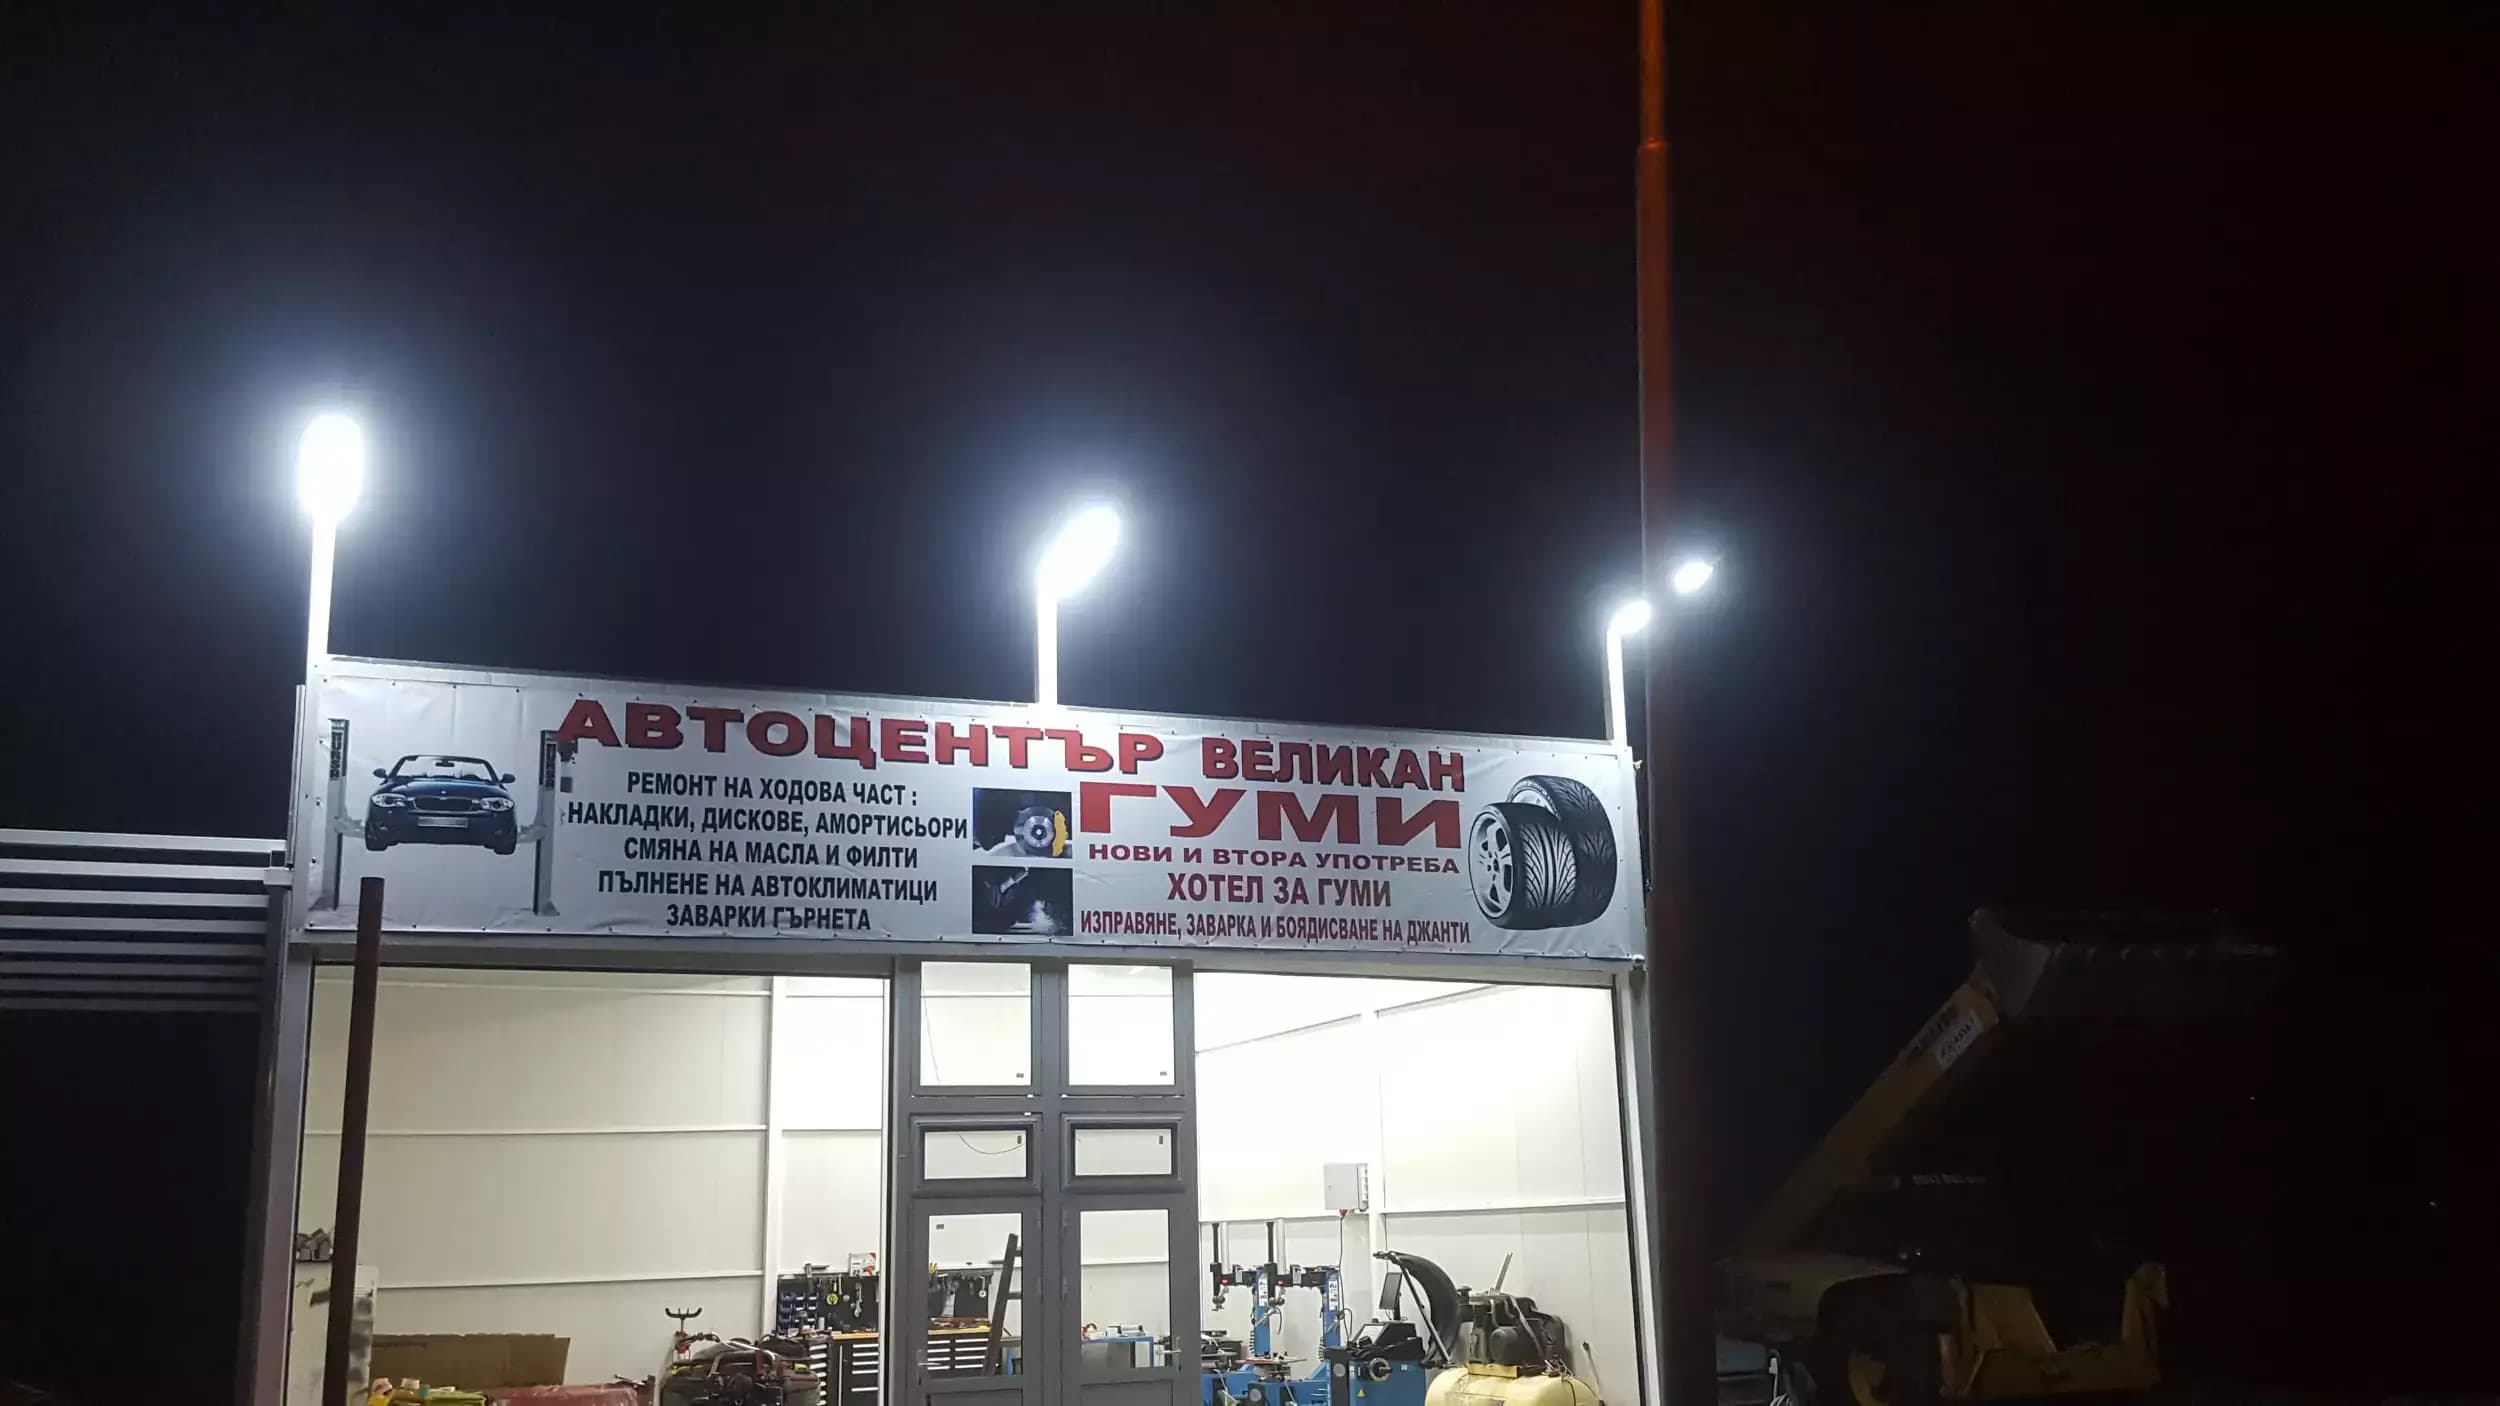 АВТОЦЕНТЪР ВЕЛИКАН
РЕМОНТ НА ХОДОВА ЧАСТ :
НАКЛАДКИ, ДИСКОВЕ, АМОРТИСЬОРИ
СМЯНА НА МАСЛА И ФИЛТИ
ПЪЛНЕНЕ НА АВТОКЛИМАТИЦИ
ЗАВАРКИ ГЪРНЕТА
ГУМИ
НОВИ И ВТОРА УПОТРЕБА
ХОТЕЛ ЗА ГУМИ
ИЗПРАВЯНЕ, ЗАВАРКА И БОЯДИСВАНЕ НА ДЖАНТИ